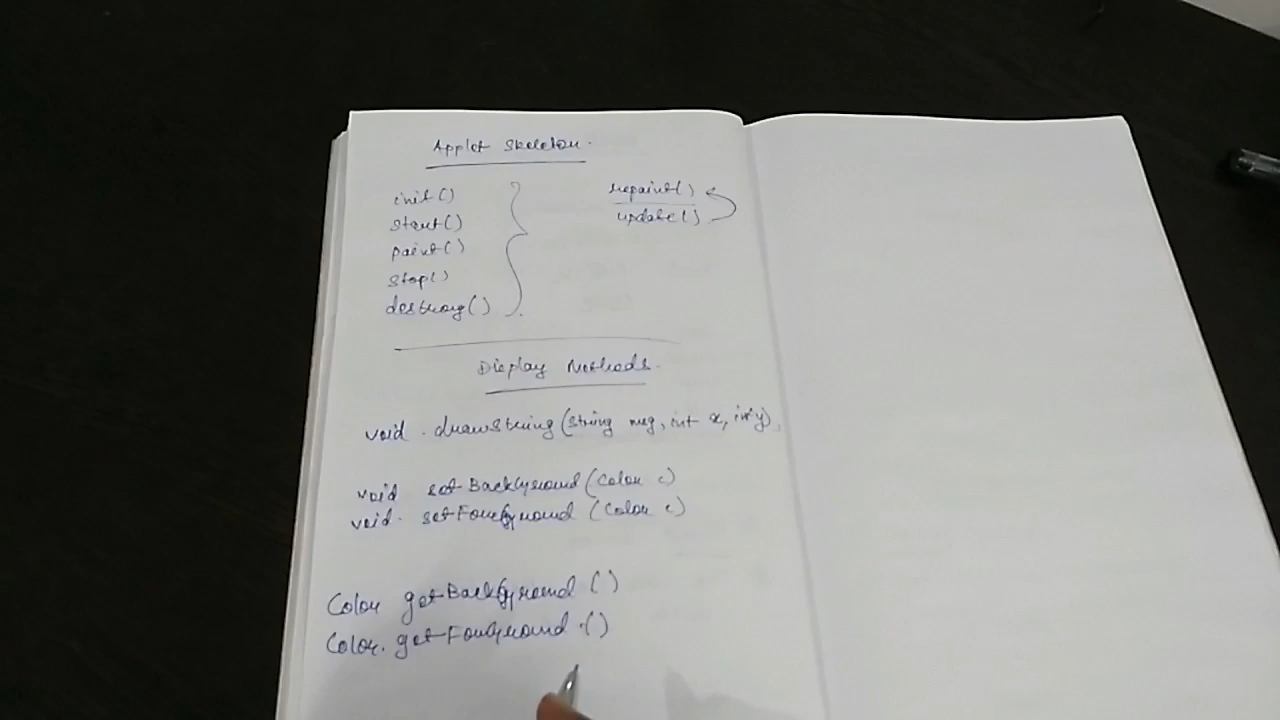 Applet Skeleton.
init()
start()
paint()
stop()
destroy()
repaint()
update()
Display Methods.
void drawString(String msg, int x, int y);
void setBackground(Color c)
void setForeground (Color c)
Color getBackground ()
Color getForeground ()